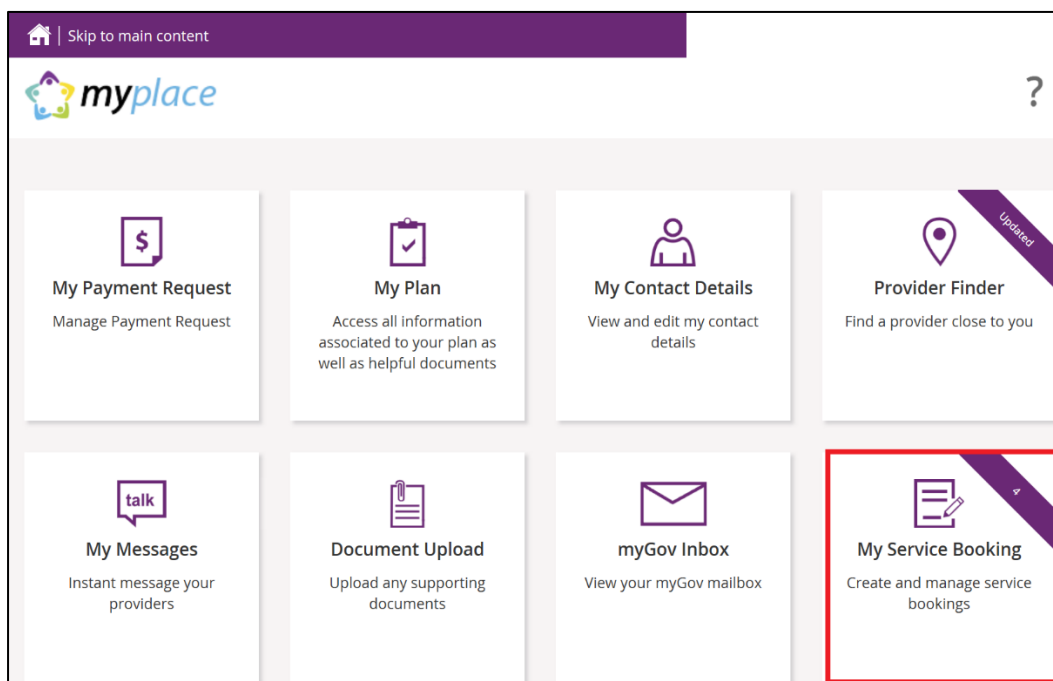 Skip to main content
myplace
?
$
My Payment Request
Manage Payment Request
My Plan
Access all information
associated to your plan as
well as helpful documents
My Contact Details
View and edit my contact
details
Updated
Provider Finder
Find a provider close to you
talk
My Messages
Instant message your
providers
Document Upload
Upload any supporting
documents
myGov Inbox
View your myGov mailbox
4
My Service Booking
Create and manage service
bookings